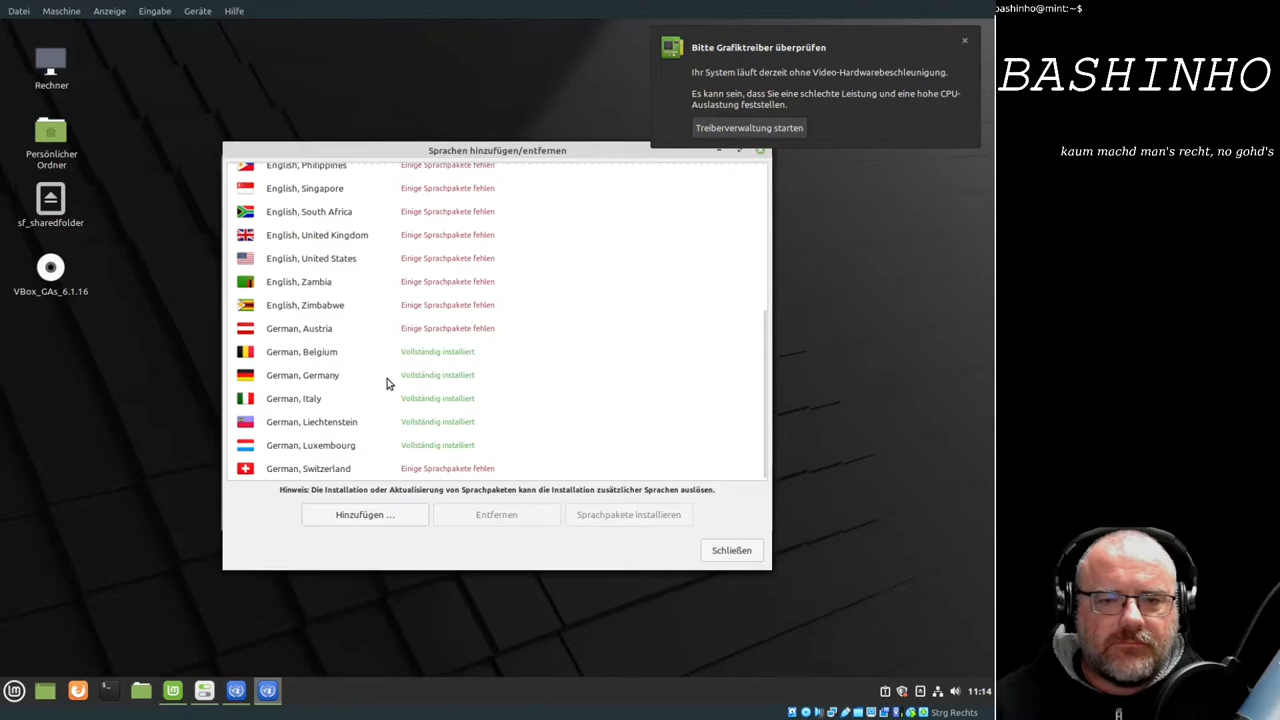 Datei Maschine Anzeige Eingabe Geräte Hilfe
bashinho@mint:~$
BASHINHO
kaum machd man's recht, no gohd's
Rechner
Persönlicher
Ordner
sf_sharedfolder
VBox_GAs_6.1.16
Bitte Grafiktreiber überprüfen
Ihr System läuft derzeit ohne Video-Hardwarebeschleunigung.
Es kann sein, dass Sie eine schlechte Leistung und eine hohe CPU-
Auslastung feststellen.
Treiberverwaltung starten
Sprachen hinzufügen/entfernen
English, Philippines Einige Sprachpakete fehlen
English, Singapore Einige Sprachpakete fehlen
English, South Africa Einige Sprachpakete fehlen
English, United Kingdom Einige Sprachpakete fehlen
English, United States Einige Sprachpakete fehlen
English, Zambia Einige Sprachpakete fehlen
English, Zimbabwe Einige Sprachpakete fehlen
German, Austria Einige Sprachpakete fehlen
German, Belgium Vollständig installiert
German, Germany Vollständig installiert
German, Italy Vollständig installiert
German, Liechtenstein Vollständig installiert
German, Luxembourg Vollständig installiert
German, Switzerland Einige Sprachpakete fehlen
Hinweis: Die Installation oder Aktualisierung von Sprachpaketen kann die Installation zusätzlicher Sprachen auslösen.
Hinzufügen … Entfernen Sprachpakete installieren
Schließen
11:14
Strg Rechts